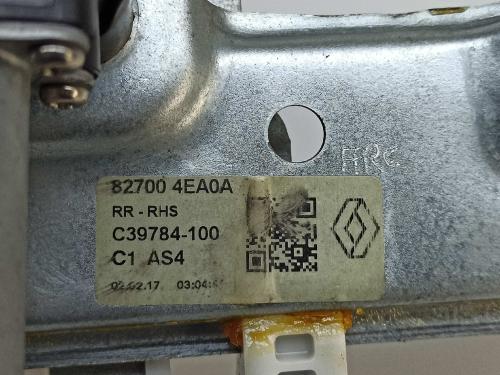 82700 4EA0A
RR - RHS
C39784-100
C1 AS4
02.02.17 03:04: